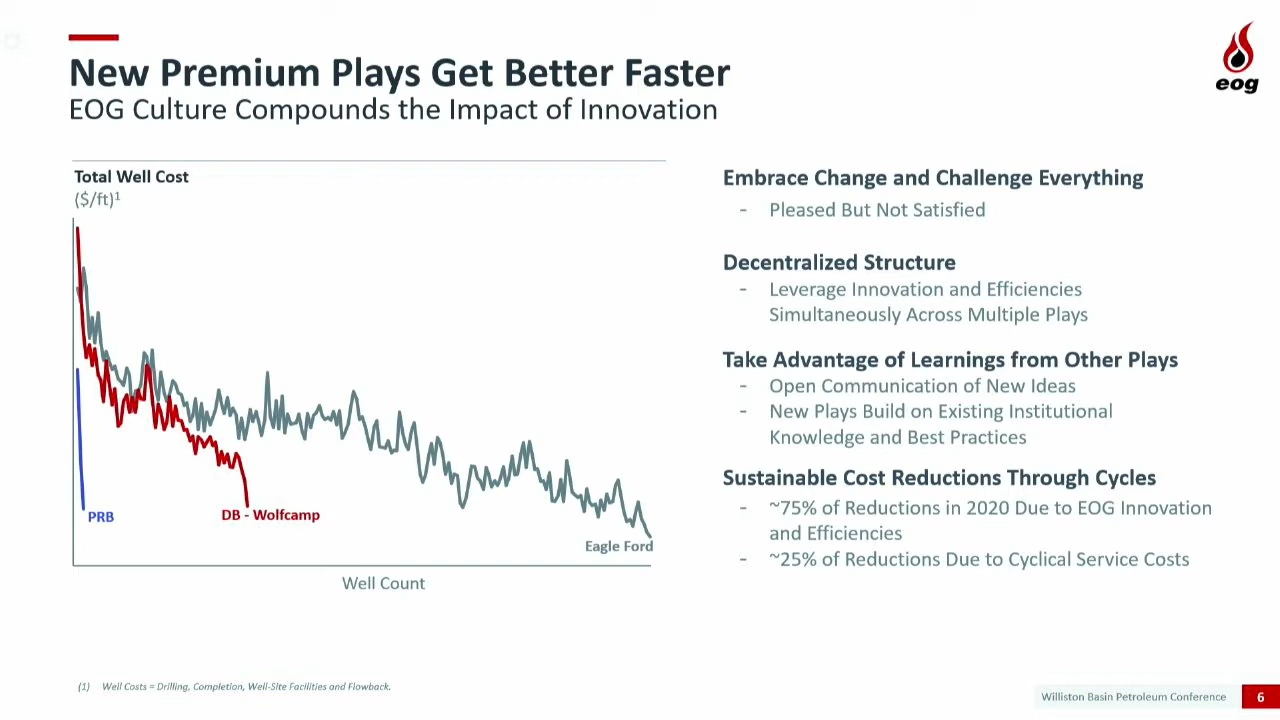 New Premium Plays Get Better Faster
EOG Culture Compounds the Impact of Innovation
eog
Total Well Cost
($/ft)¹
PRB
DB - Wolfcamp
Eagle Ford
Well Count
Embrace Change and Challenge Everything
- Pleased But Not Satisfied
Decentralized Structure
- Leverage Innovation and Efficiencies
Simultaneously Across Multiple Plays
Take Advantage of Learnings from Other Plays
- Open Communication of New Ideas
- New Plays Build on Existing Institutional
Knowledge and Best Practices
Sustainable Cost Reductions Through Cycles
- ~75% of Reductions in 2020 Due to EOG Innovation
and Efficiencies
- ~25% of Reductions Due to Cyclical Service Costs
(1) Well Costs = Drilling, Completion, Well-Site Facilities and Flowback.
Williston Basin Petroleum Conference
6